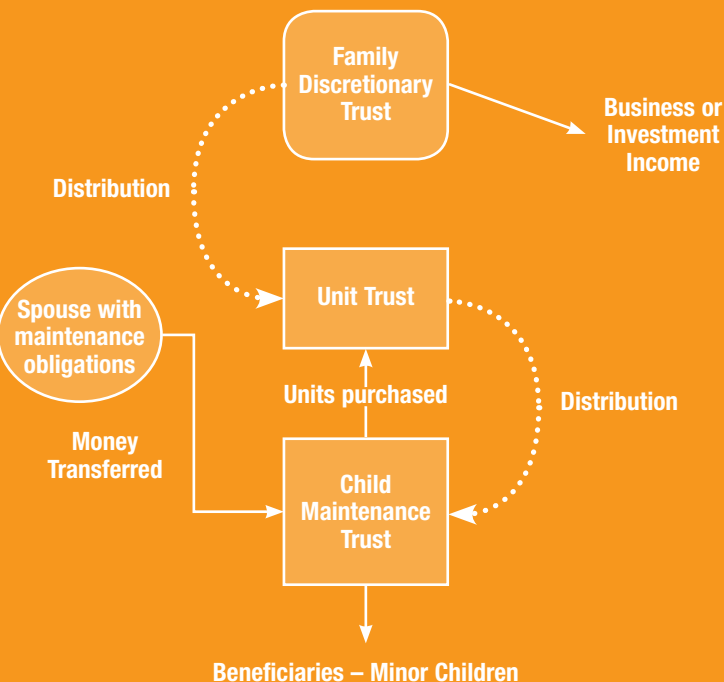 Family
Discretionary
Trust
Business or
Investment
Income
Distribution
Unit Trust
Spouse with
maintenance
obligations
Units purchased
Distribution
Money
Transferred
Child
Maintenance
Trust
Beneficiaries – Minor Children